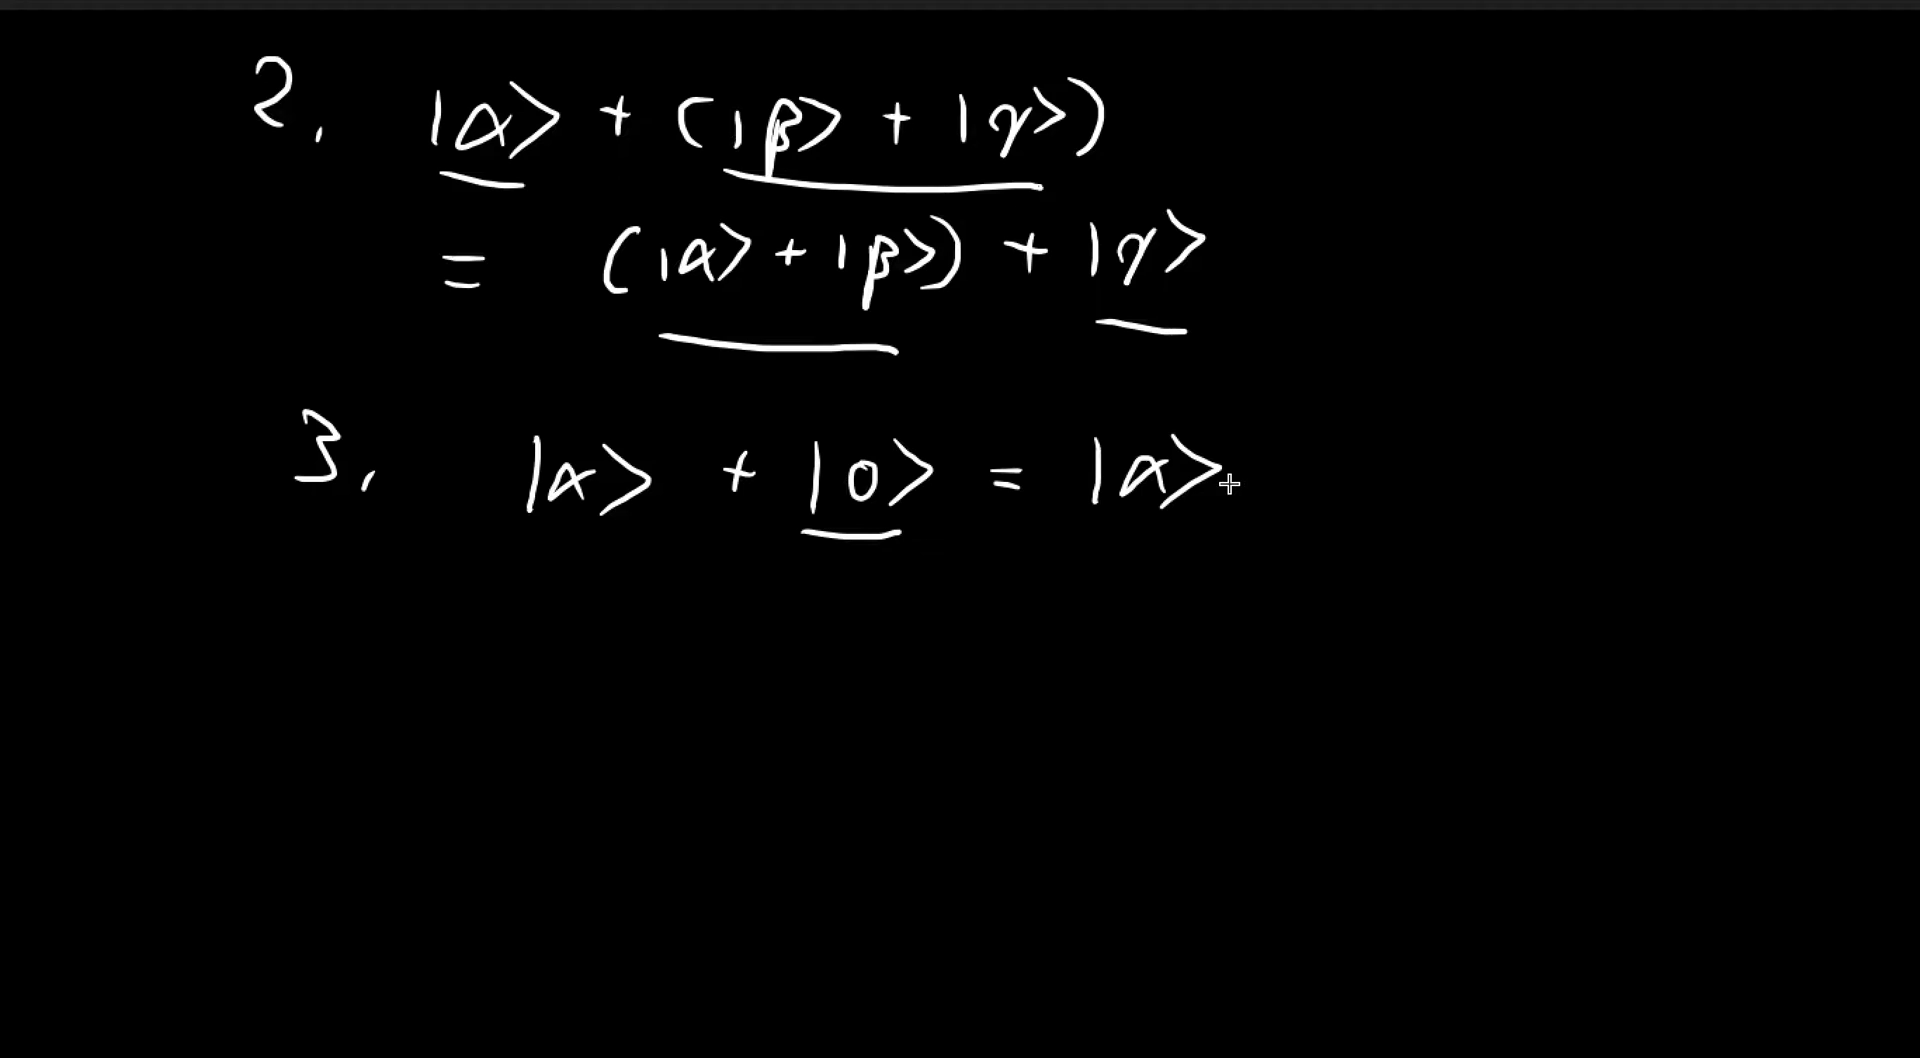 2. |α> + (|β> + |γ>)
= (|α> + |β>) + |γ>
3. |α> + |0> = |α>